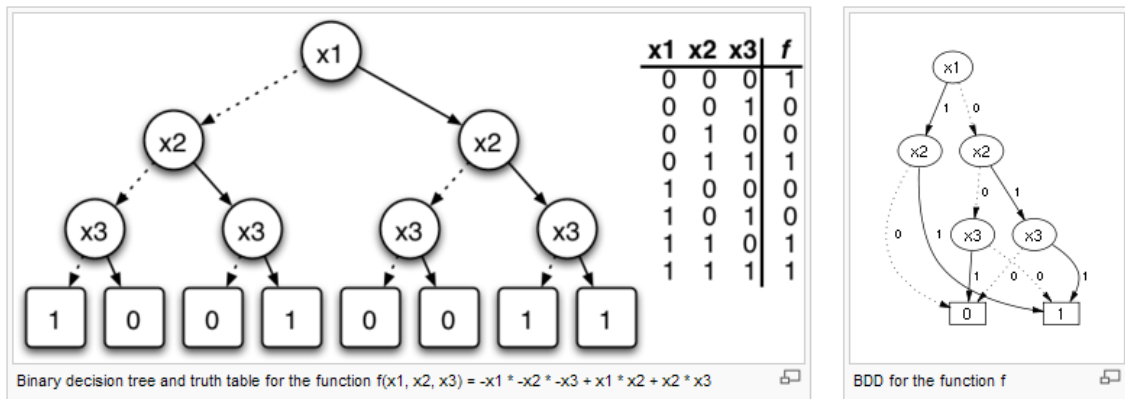 x1
x2
x2
x3
x3
x3
x3
1 0 0 1 0 0 1 1
x1 x2 x3 f
0 0 0 1
0 0 1 0
0 1 0 0
0 1 1 1
1 0 0 0
1 0 1 0
1 1 0 1
1 1 1 1
Binary decision tree and truth table for the function f(x1, x2, x3) = -x1 * -x2 * -x3 + x1 * x2 + x2 * x3
x1
1 0
x2 x2
0 1
x3 x3
0 1 1 0 0 1
0 1
BDD for the function f